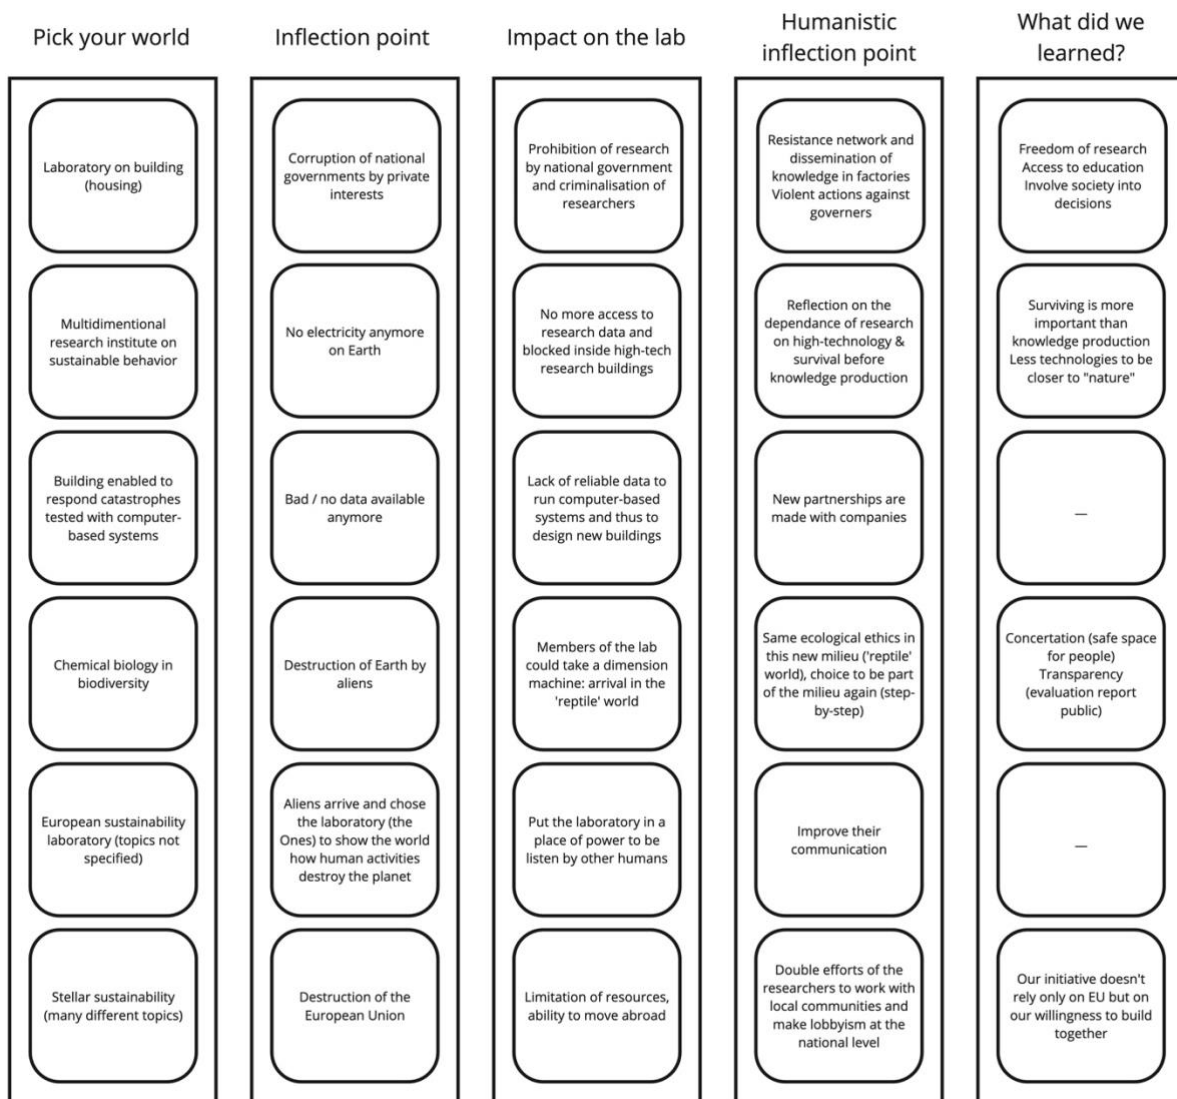 Pick your world
Inflection point
Impact on the lab
Humanistic
inflection point
What did we
learned?
Laboratory on building
(housing)
Corruption of national
governments by private
interests
Prohibition of research
by national government
and criminalisation of
researchers
Resistance network and
dissemination of
knowledge in factories
Violent actions against
governers
Freedom of research
Access to education
Involve society into
decisions
Multidimentional
research institute on
sustainable behavior
No electricity anymore
on Earth
No more access to
research data and
blocked inside high-tech
research buildings
Reflection on the
dependance of research
on high-technology &
survival before
knowledge production
Surviving is more
important than
knowledge production
Less technologies to be
closer to "nature"
Building enabled to
respond catastrophes
tested with computer-
based systems
Bad / no data available
anymore
Lack of reliable data to
run computer-based
systems and thus to
design new buildings
New partnerships are
made with companies
—
Chemical biology in
biodiversity
Destruction of Earth by
aliens
Members of the lab
could take a dimension
machine: arrival in the
'reptile' world
Same ecological ethics in
this new milieu ('reptile'
world), choice to be part
of the milieu again (step-
by-step)
Concertation (safe space
for people)
Transparency
(evaluation report
public)
European sustainability
laboratory (topics not
specified)
Aliens arrive and chose
the laboratory (the
Ones) to show the world
how human activities
destroy the planet
Put the laboratory in a
place of power to be
listen by other humans
Improve their
communication
—
Stellar sustainability
(many different topics)
Destruction of the
European Union
Limitation of resources,
ability to move abroad
Double efforts of the
researchers to work with
local communities and
make lobbyism at the
national level
Our initiative doesn't
rely only on EU but on
our willingness to build
together